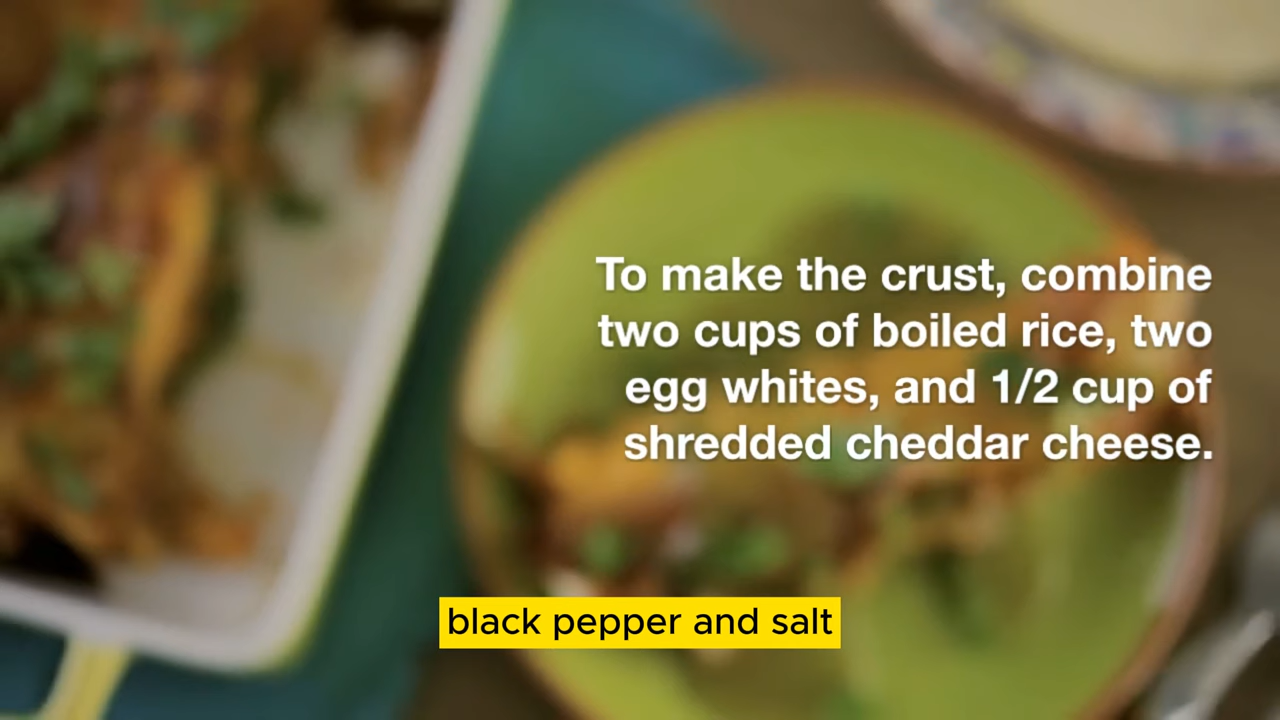 To make the crust, combine
two cups of boiled rice, two
egg whites, and 1/2 cup of
shredded cheddar cheese.
black pepper and salt